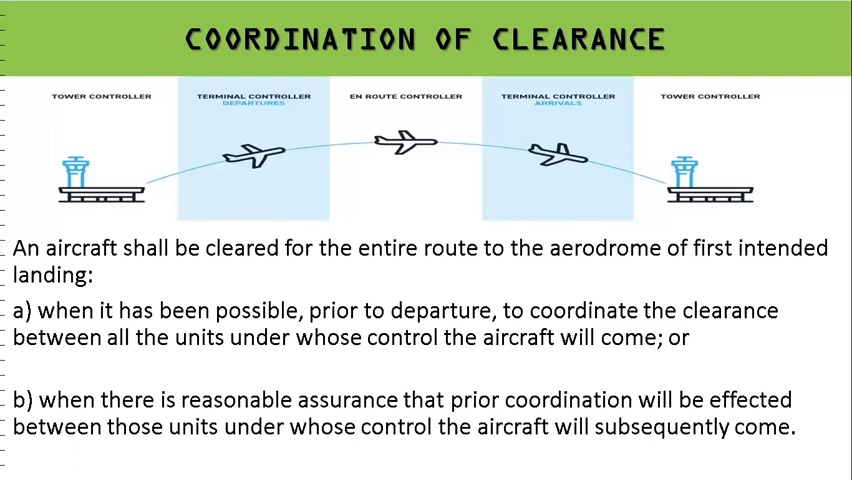 COORDINATION OF CLEARANCE
TOWER CONTROLLER
TERMINAL CONTROLLER
DEPARTURES
EN ROUTE CONTROLLER
TERMINAL CONTROLLER
ARRIVALS
TOWER CONTROLLER
An aircraft shall be cleared for the entire route to the aerodrome of first intended
landing:
a) when it has been possible, prior to departure, to coordinate the clearance
between all the units under whose control the aircraft will come; or
b) when there is reasonable assurance that prior coordination will be effected
between those units under whose control the aircraft will subsequently come.